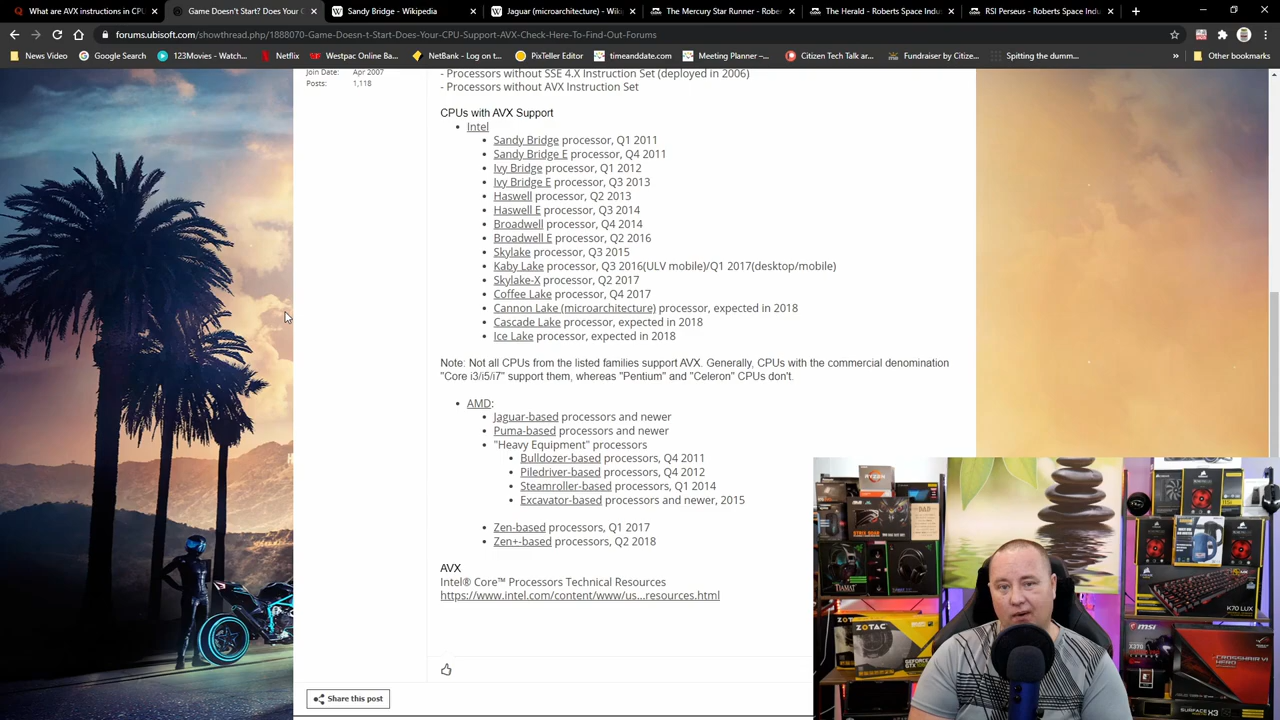 What are AVX instructions in CPU
Game Doesn't Start? Does Your C
Sandy Bridge - Wikipedia
Jaguar (microarchitecture) - Wiki
The Mercury Star Runner - Rober
The Herald - Roberts Space Indu
RSI Perseus - Roberts Space Indu
forums.ubisoft.com/showthread.php/1888070-Game-Doesn-t-Start-Does-Your-CPU-Support-AVX-Check-Here-To-Find-Out-Forums
News Video
Netflix
Westpac Online Ban...
NetBank - Log on t...
123Movies - Watch...
PixTeller Editor
timeanddate.com
Meeting Planner –...
Citizen Tech Talk -...
Fundraiser by Citize...
Spitting the dumm...
Other bookmarks
Join Date: Apr 2007
Posts: 1,118
- Processors without SSE 4.X Instruction Set (deployed in 2006)
- Processors without AVX Instruction Set
CPUs with AVX Support
Intel
Sandy Bridge processor, Q1 2011
Sandy Bridge E processor, Q4 2011
Ivy Bridge processor, Q1 2012
Ivy Bridge E processor, Q3 2013
Haswell processor, Q2 2013
Haswell E processor, Q3 2014
Broadwell processor, Q4 2014
Broadwell E processor, Q2 2016
Skylake processor, Q3 2015
Kaby Lake processor, Q3 2016(ULV mobile)/Q1 2017(desktop/mobile)
Skylake-X processor, Q2 2017
Coffee Lake processor, Q4 2017
Cannon Lake (microarchitecture) processor, expected in 2018
Cascade Lake processor, expected in 2018
Ice Lake processor, expected in 2018
Note: Not all CPUs from the listed families support AVX. Generally, CPUs with the commercial denomination
"Core i3/i5/i7" support them, whereas "Pentium" and "Celeron" CPUs don't.
AMD:
Jaguar-based processors and newer
Puma-based processors and newer
"Heavy Equipment" processors
Bulldozer-based processors, Q4 2011
Piledriver-based processors, Q4 2012
Steamroller-based processors, Q1 2014
Excavator-based processors and newer, 2015
Zen-based processors, Q1 2017
Zen+-based processors, Q2 2018
AVX
Intel® Core™ Processors Technical Resources
https://www.intel.com/content/www/us...resources.html
Share this post
RYZEN
DAD
TIAMAT
ZOTAC
GEFORCE
K70 LUX
msi
X370
CROSSHAIR VI
HERO